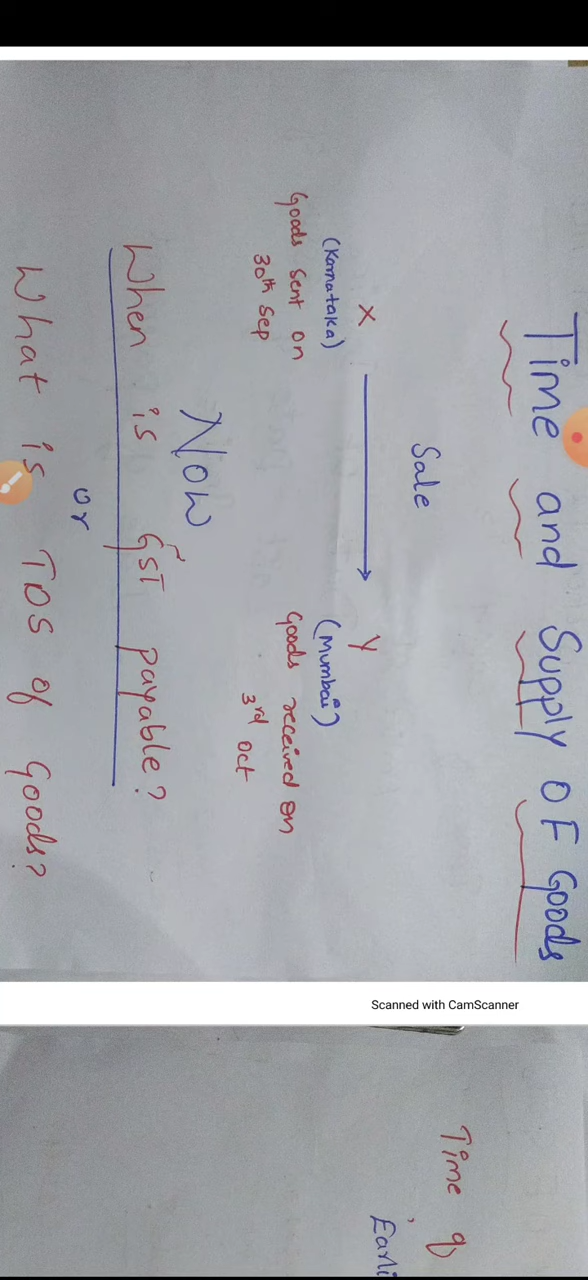 Time and Supply OF Goods
Sale
X
Y
(Karnataka)
(Mumbai)
Goods sent on
30th Sep
Goods received on
3rd Oct
Now
When is GST payable?
or
What is TOS of Goods?
Scanned with CamScanner
Time of
Earli